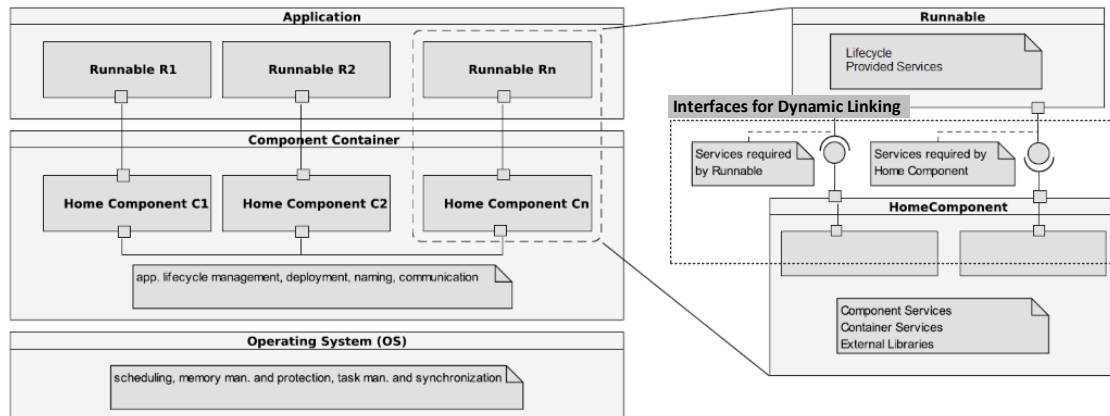 Application
Runnable R1
Runnable R2
Runnable Rn
Component Container
Home Component C1
Home Component C2
Home Component Cn
app. lifecycle management, deployment, naming, communication
Operating System (OS)
scheduling, memory man. and protection, task man. and synchronization
Runnable
Lifecycle
Provided Services
Interfaces for Dynamic Linking
Services required
by Runnable
Services required by
Home Component
HomeComponent
Component Services
Container Services
External Libraries